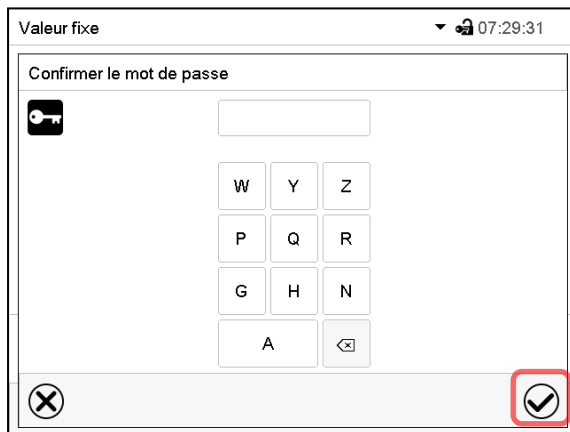 Valeur fixe 07:29:31
Confirmer le mot de passe
W Y Z
P Q R
G H N
A